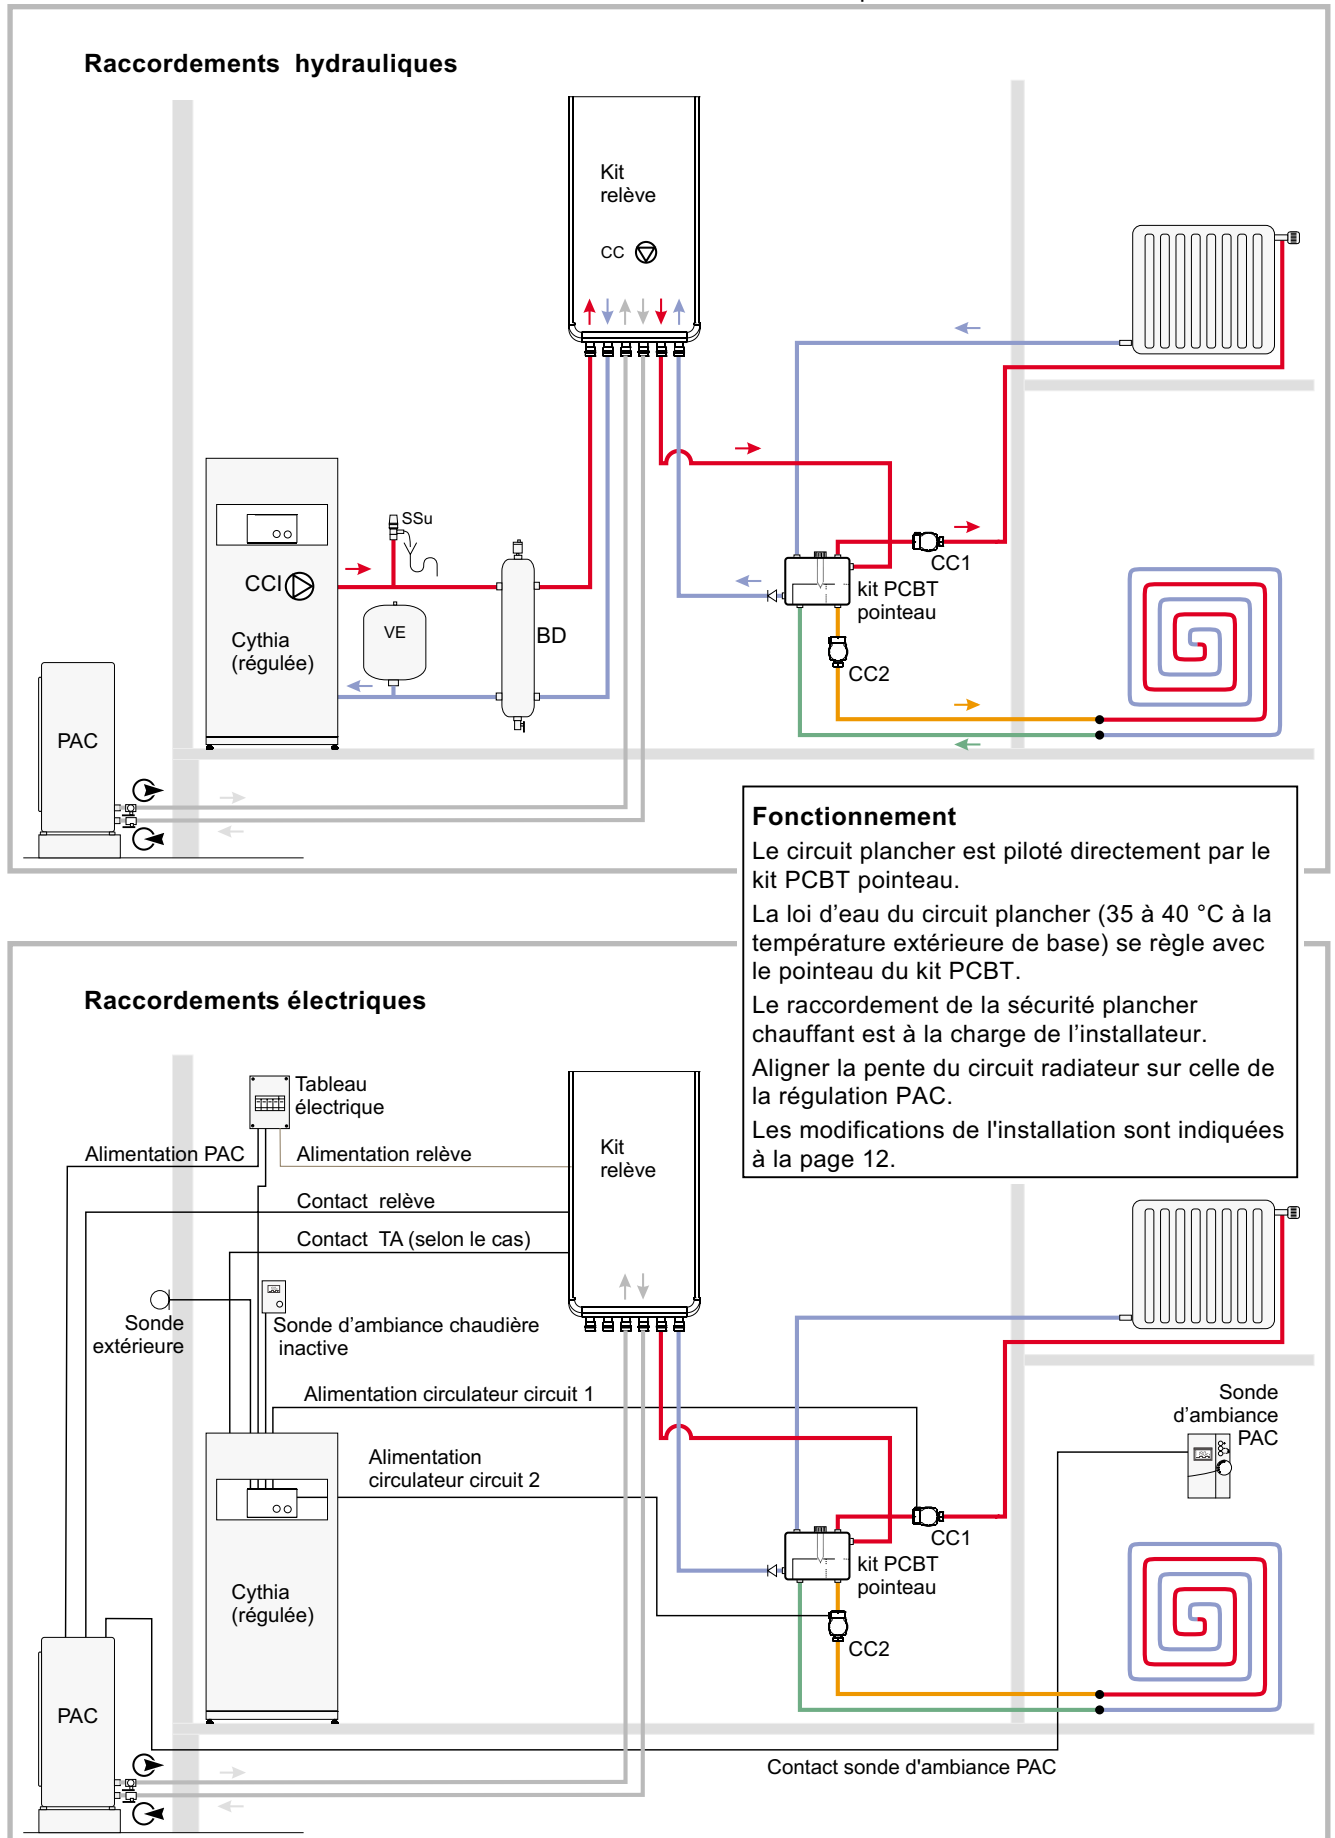 Raccordements hydrauliques
Kit
relève
CC
SSu
CCI
Cythia
(régulée)
VE
BD
PAC
CC1
kit PCBT
pointeau
CC2
Fonctionnement
Le circuit plancher est piloté directement par le
kit PCBT pointeau.
La loi d’eau du circuit plancher (35 à 40 °C à la
température extérieure de base) se règle avec
le pointeau du kit PCBT.
Le raccordement de la sécurité plancher
chauffant est à la charge de l’installateur.
Aligner la pente du circuit radiateur sur celle de
la régulation PAC.
Les modifications de l'installation sont indiquées
à la page 12.
Raccordements électriques
Tableau
électrique
Alimentation PAC
Alimentation relève
Kit
relève
Contact relève
Contact TA (selon le cas)
Sonde
extérieure
Sonde d’ambiance chaudière
inactive
Alimentation circulateur circuit 1
Alimentation
circulateur circuit 2
Sonde
d’ambiance
PAC
Cythia
(régulée)
CC1
kit PCBT
pointeau
CC2
PAC
Contact sonde d'ambiance PAC